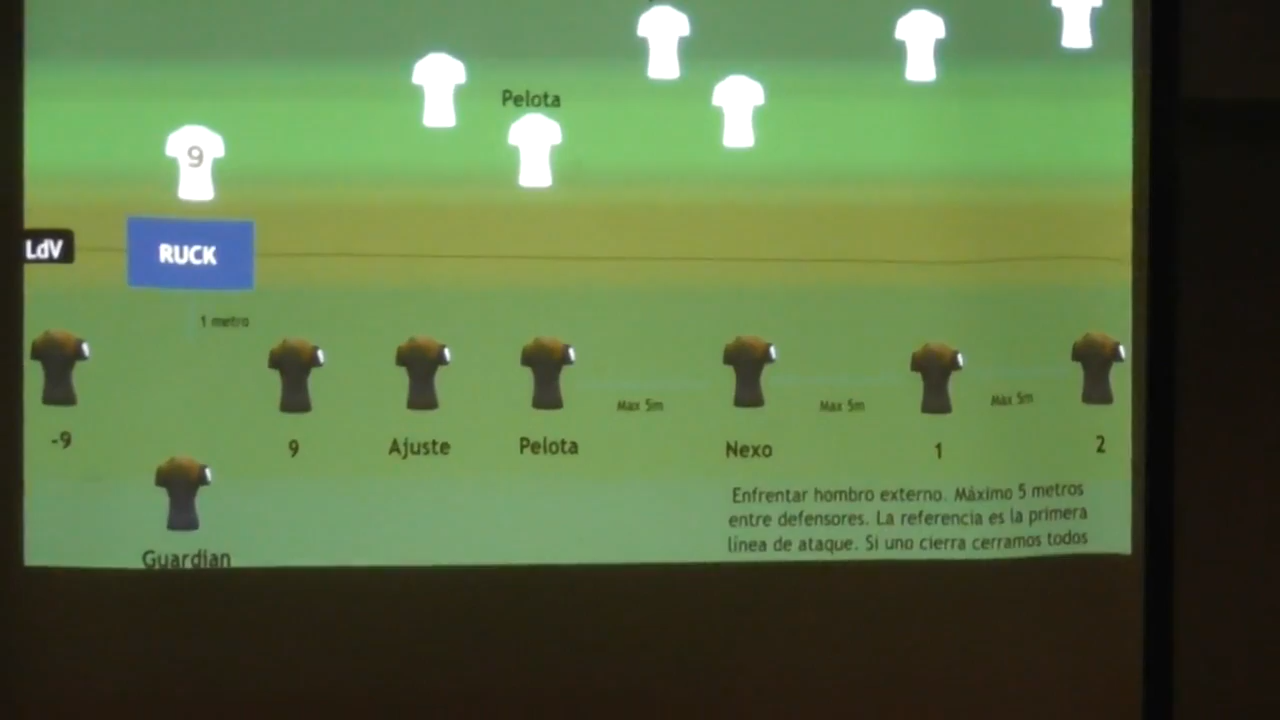 Pelota
9
LdV
RUCK
1 metro
Max 5m
Max 5m
Max 5m
-9
9
Ajuste
Pelota
Nexo
1
2
Enfrentar hombro externo. Máximo 5 metros
entre defensores. La referencia es la primera
línea de ataque. Si uno cierra cerramos todos
Guardian